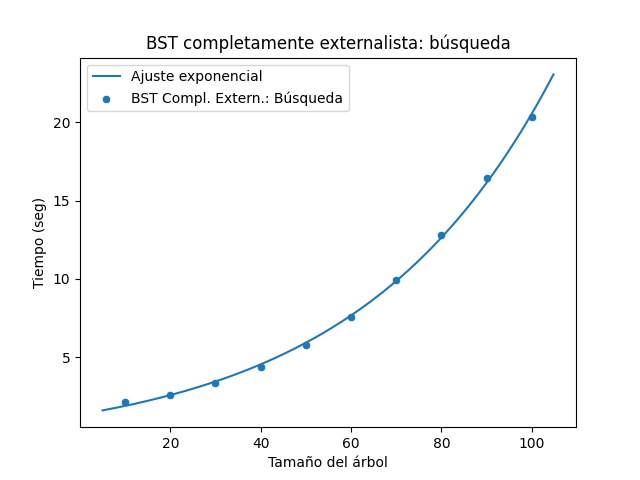 BST completamente externalista: búsqueda
Ajuste exponencial
BST Compl. Extern.: Búsqueda
Tiempo (seg)
20
15
10
5
20 40 60 80 100
Tamaño del árbol